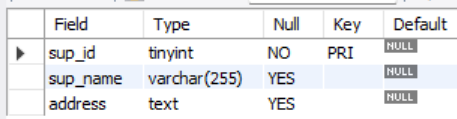 Field Type Null Key Default
sup_id tinyint NO PRI NULL
sup_name varchar(255) YES NULL
address text YES NULL